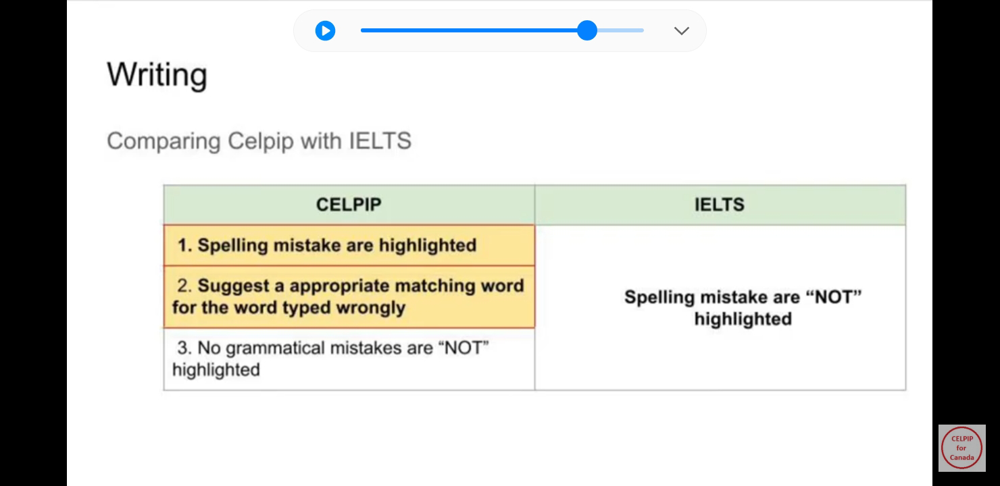 Writing
Comparing Celpip with IELTS
CELPIP
IELTS
1. Spelling mistake are highlighted
2. Suggest a appropriate matching word
for the word typed wrongly
3. No grammatical mistakes are “NOT”
highlighted
Spelling mistake are “NOT”
highlighted
CELPIP
for
Canada